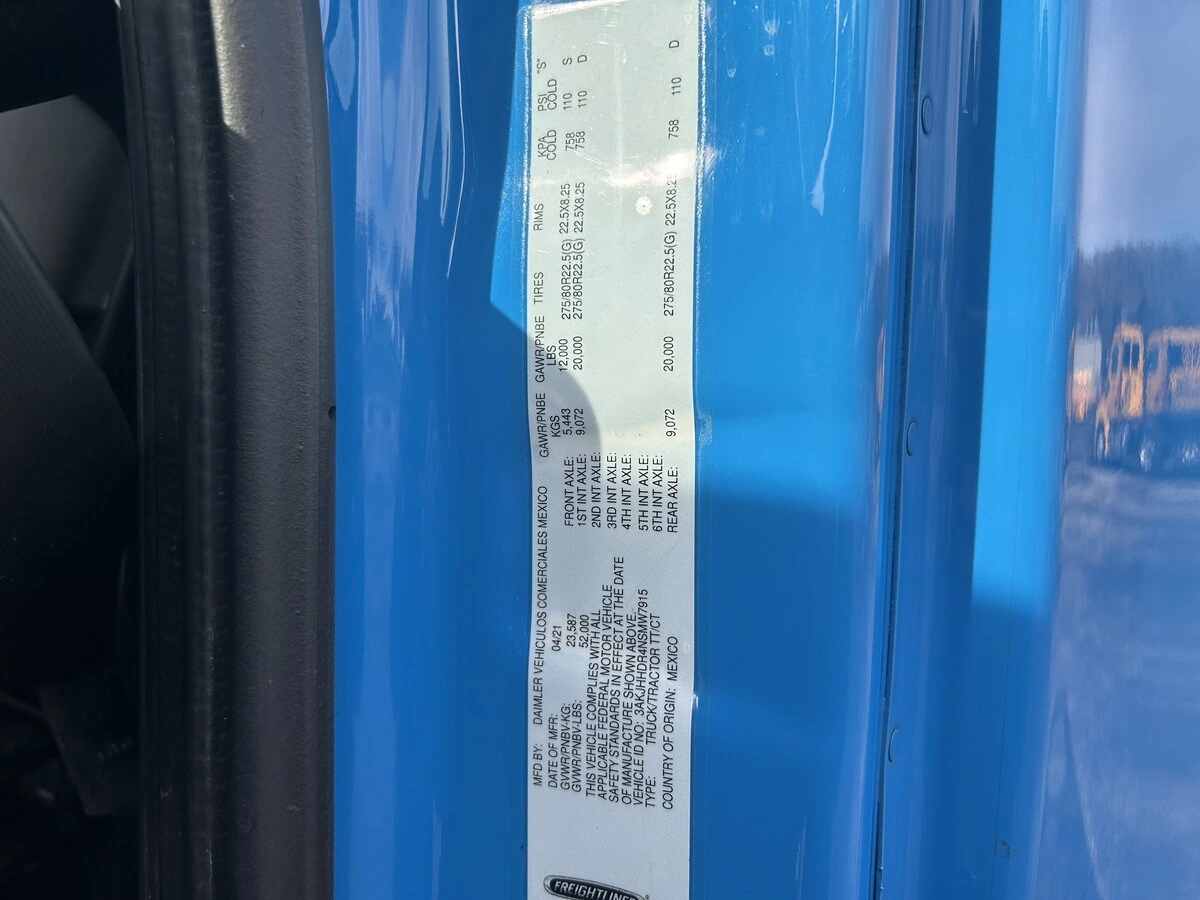 MFD BY: DAIMLER VEHICULOS COMERCIALES MEXICO
DATE OF MFR: 04/21
GVWR/PNBV-KG: 23,587
GVWR/PNBV-LBS: 52,000
THIS VEHICLE COMPLIES WITH ALL
APPLICABLE FEDERAL MOTOR VEHICLE
SAFETY STANDARDS IN EFFECT AT THE DATE
OF MANUFACTURE SHOWN ABOVE.
VEHICLE ID NO: 3AKJHHDR4NSMW7915
TYPE: TRUCK/TRACTOR TT/CT
COUNTRY OF ORIGIN: MEXICO
GAWR/PNBE GAWR/PNBE TIRES RIMS KPA PSI "S"
KGS LBS COLD COLD
FRONT AXLE: 5,443 12,000 275/80R22.5(G) 22.5X8.25 758 110 S
1ST INT AXLE: 9,072 20,000 275/80R22.5(G) 22.5X8.25 758 110 D
2ND INT AXLE:
3RD INT AXLE:
4TH INT AXLE:
5TH INT AXLE:
6TH INT AXLE:
REAR AXLE: 9,072 20,000 275/80R22.5(G) 22.5X8.25 758 110 D
FREIGHTLINER